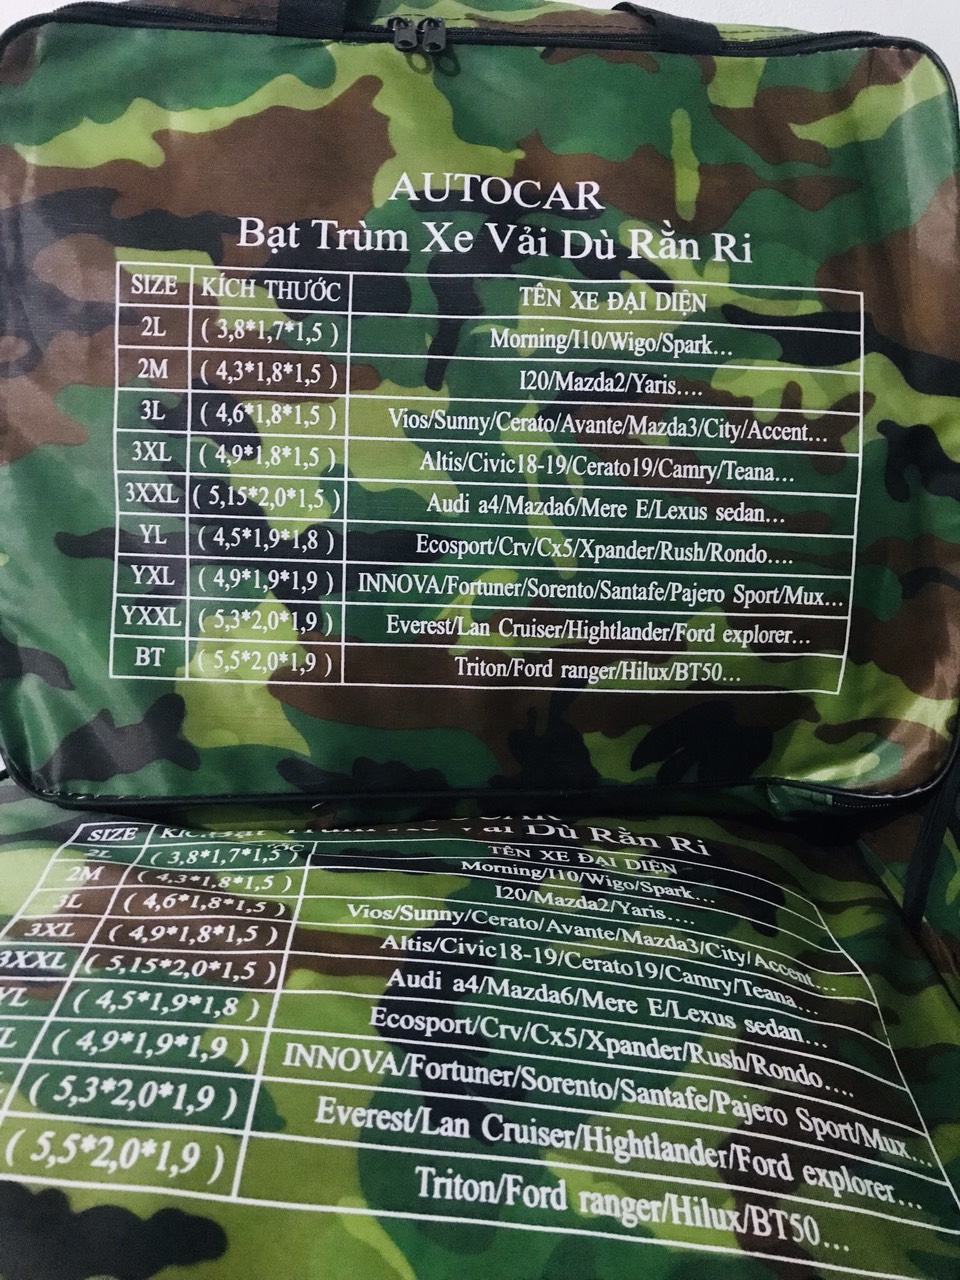 AUTOCAR
Bạt Trùm Xe Vải Dù Rằn Ri
SIZE KÍCH THƯỚC TÊN XE ĐẠI DIỆN
2L ( 3,8*1,7*1,5 ) Morning/I10/Wigo/Spark...
2M ( 4,3*1,8*1,5 ) I20/Mazda2/Yaris....
3L ( 4,6*1,8*1,5 ) Vios/Sunny/Cerato/Avante/Mazda3/City/Accent...
3XL ( 4,9*1,8*1,5 ) Altis/Civic18-19/Cerato19/Camry/Teana...
3XXL ( 5,15*2,0*1,5 ) Audi a4/Mazda6/Mere E/Lexus sedan...
YL ( 4,5*1,9*1,8 ) Ecosport/Crv/Cx5/Xpander/Rush/Rondo....
YXL ( 4,9*1,9*1,9 ) INNOVA/Fortuner/Sorento/Santafe/Pajero Sport/Mux...
YXXL ( 5,3*2,0*1,9 ) Everest/Lan Cruiser/Hightlander/Ford explorer...
BT ( 5,5*2,0*1,9 ) Triton/Ford ranger/Hilux/BT50...
Xe Vải Dù Rằn Ri
SIZE TÊN XE ĐẠI DIỆN
2L ( 3,8*1,7*1,5 ) Morning/I10/Wigo/Spark...
2M ( 4,3*1,8*1,5 ) I20/Mazda2/Yaris....
3L ( 4,6*1,8*1,5 ) Vios/Sunny/Cerato/Avante/Mazda3/City/Accent...
3XL ( 4,9*1,8*1,5 ) Altis/Civic18-19/Cerato19/Camry/Teana...
3XXL ( 5,15*2,0*1,5 ) Audi a4/Mazda6/Mere E/Lexus sedan...
YL ( 4,5*1,9*1,8 ) Ecosport/Crv/Cx5/Xpander/Rush/Rondo....
L ( 4,9*1,9*1,9 ) INNOVA/Fortuner/Sorento/Santafe/Pajero Sport/Mux...
( 5,3*2,0*1,9 ) Everest/Lan Cruiser/Hightlander/Ford explorer...
( 5,5*2,0*1,9 ) Triton/Ford ranger/Hilux/BT50...